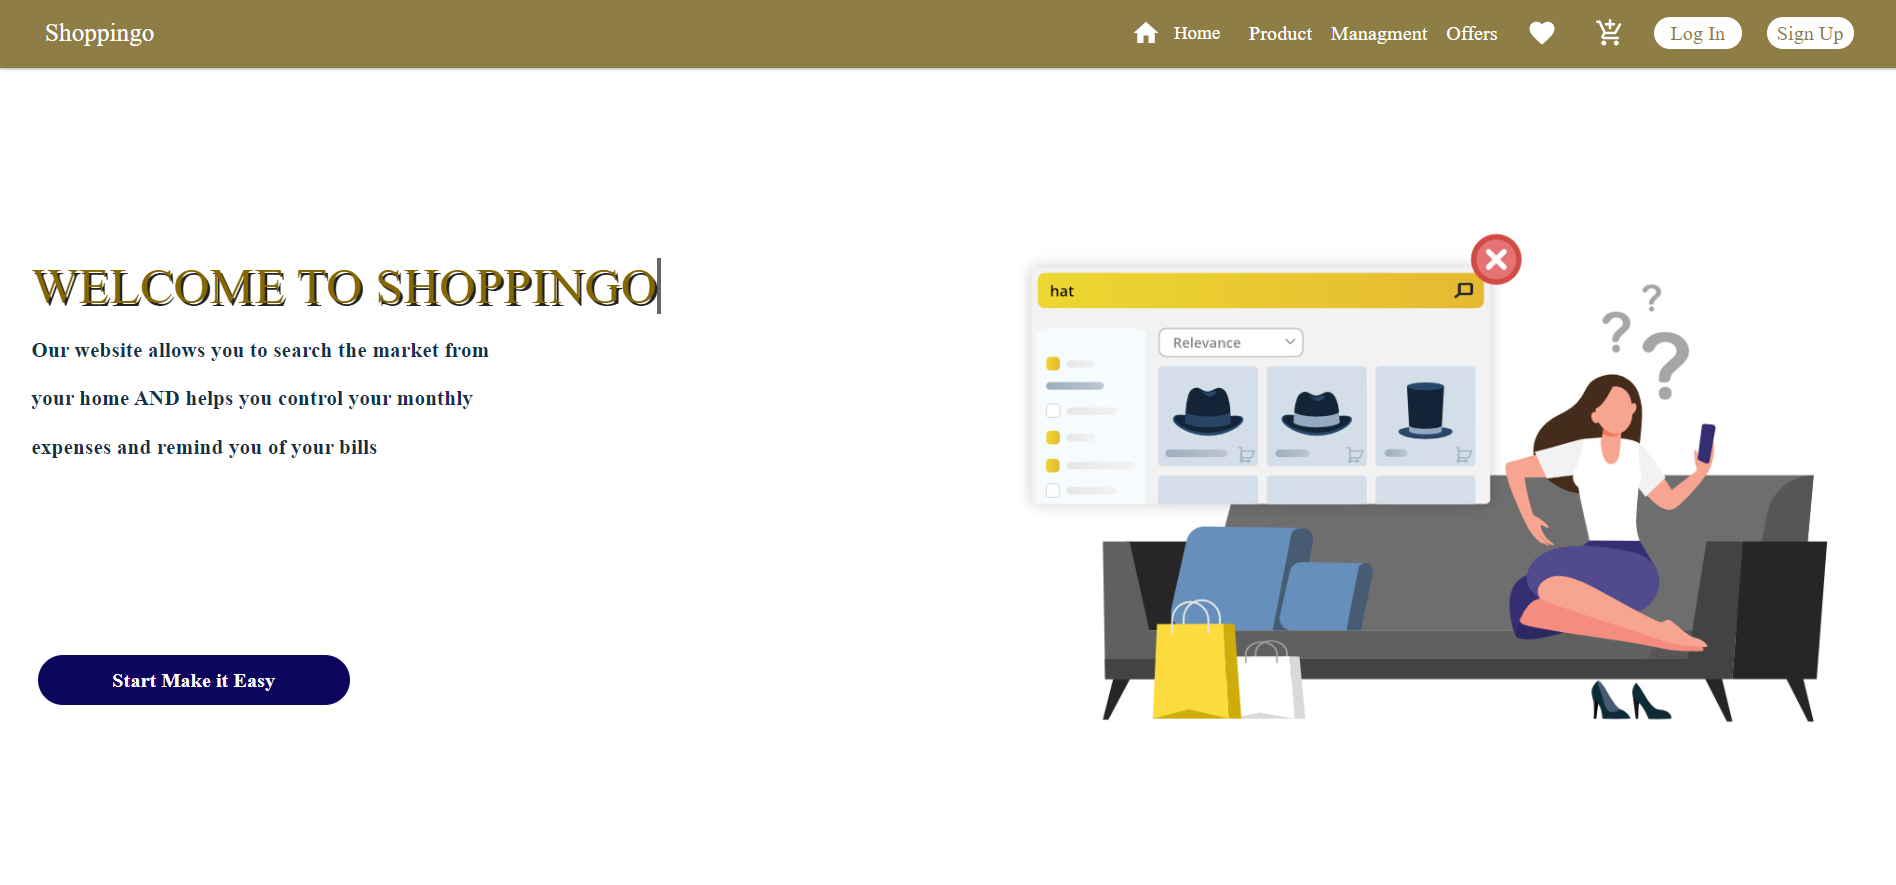 Shoppingo
Home Product Managment Offers Log In Sign Up
WELCOME TO SHOPPINGO
Our website allows you to search the market from
your home AND helps you control your monthly
expenses and remind you of your bills
Start Make it Easy
hat
Relevance
? ? ?